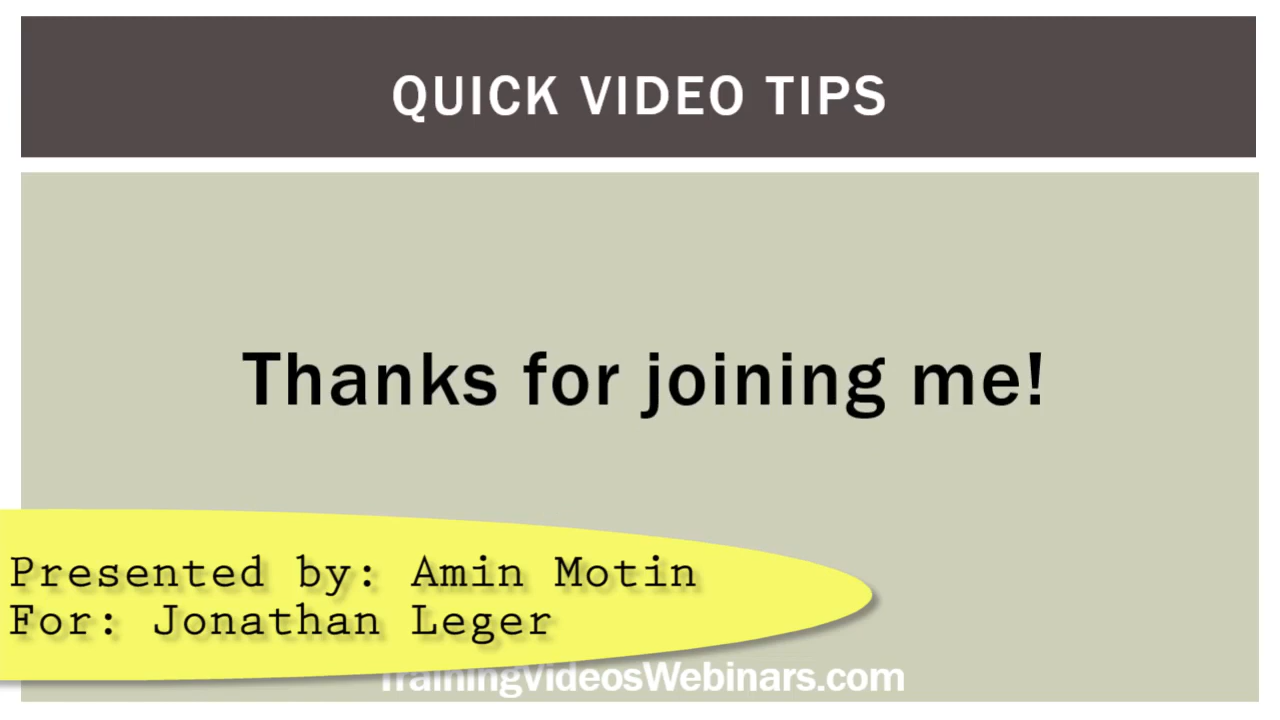 QUICK VIDEO TIPS
Thanks for joining me!
Presented by: Amin Motin
For: Jonathan Leger
TrainingVideosWebinars.com